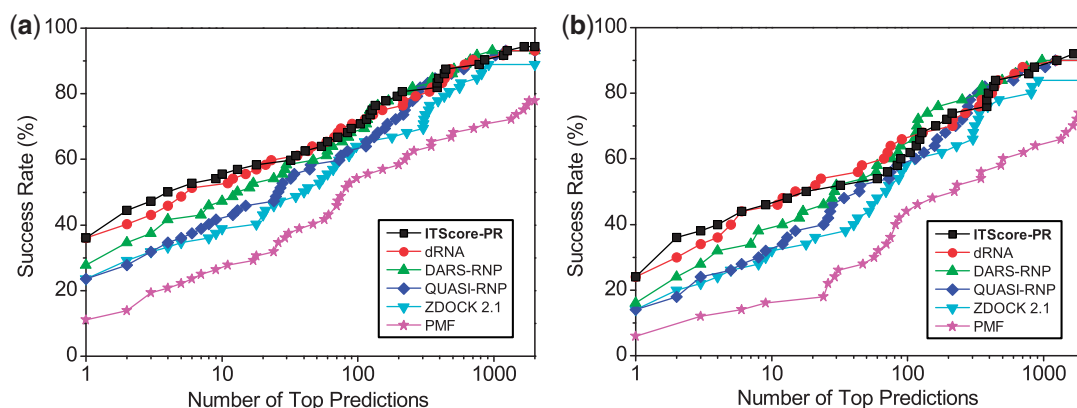 (a)
100
80
60
40
20
0
Success Rate (%)
1
10
100
1000
Number of Top Predictions
ITScore-PR
dRNA
DARS-RNP
QUASI-RNP
ZDOCK 2.1
PMF
(b)
100
80
60
40
20
0
Success Rate (%)
1
10
100
1000
Number of Top Predictions
ITScore-PR
dRNA
DARS-RNP
QUASI-RNP
ZDOCK 2.1
PMF